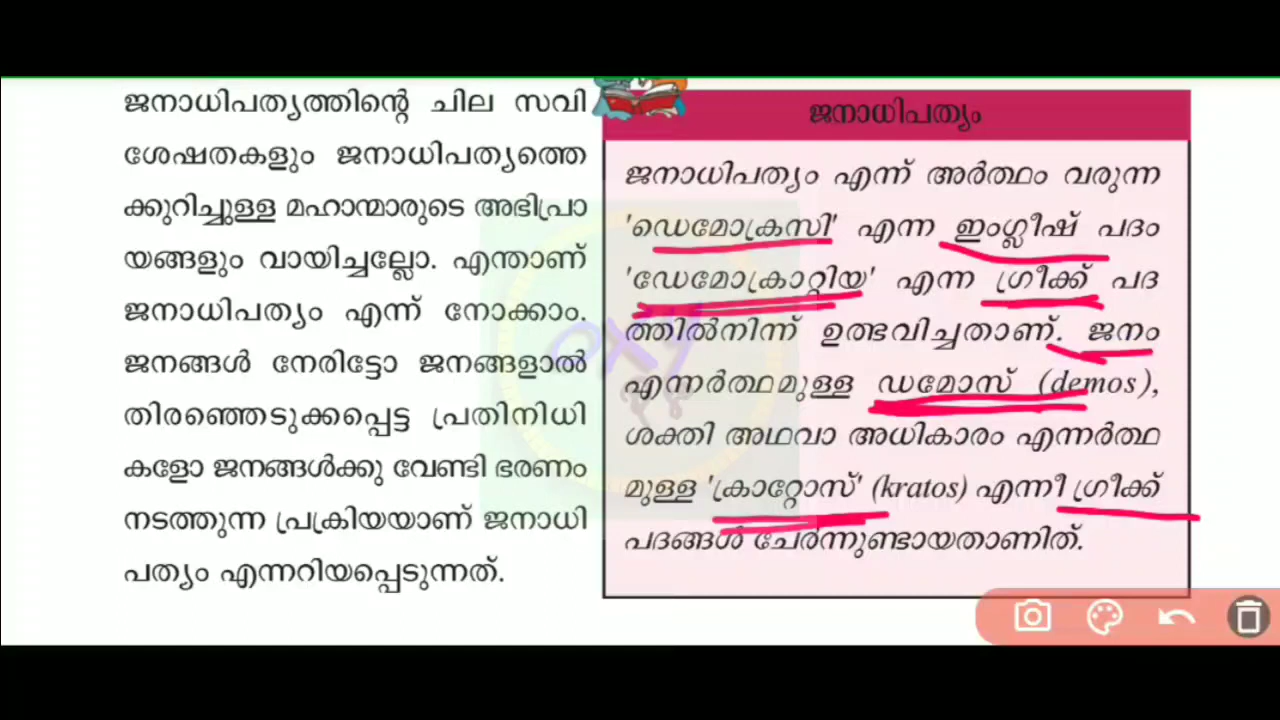 ജനാധിപത്യത്തിന്റെ ചില സവി
ശേഷതകളും ജനാധിപത്യത്തെ
ക്കുറിച്ചുള്ള മഹാന്മാരുടെ അഭിപ്രാ
യങ്ങളും വായിച്ചല്ലോ. എന്താണ്
ജനാധിപത്യം എന്ന് നോക്കാം.
ജനങ്ങൾ നേരിട്ടോ ജനങ്ങളാൽ
തിരഞ്ഞെടുക്കപ്പെട്ട പ്രതിനിധി
കളോ ജനങ്ങൾക്കു വേണ്ടി ഭരണം
നടത്തുന്ന പ്രക്രിയയാണ് ജനാധി
പത്യം എന്നറിയപ്പെടുന്നത്.
ജനാധിപത്യം
ജനാധിപത്യം എന്ന് അർത്ഥം വരുന്ന
'ഡെമോക്രസി' എന്ന ഇംഗ്ലീഷ് പദം
'ഡേമോക്രാറ്റിയ' എന്ന ഗ്രീക്ക് പദ
ത്തിൽനിന്ന് ഉത്ഭവിച്ചതാണ്. ജനം
എന്നർത്ഥമുള്ള ഡമോസ് (demos),
ശക്തി അഥവാ അധികാരം എന്നർത്ഥ
മുള്ള 'ക്രാറ്റോസ്' (kratos) എന്നീ ഗ്രീക്ക്
പദങ്ങൾ ചേർന്നുണ്ടായതാണിത്.